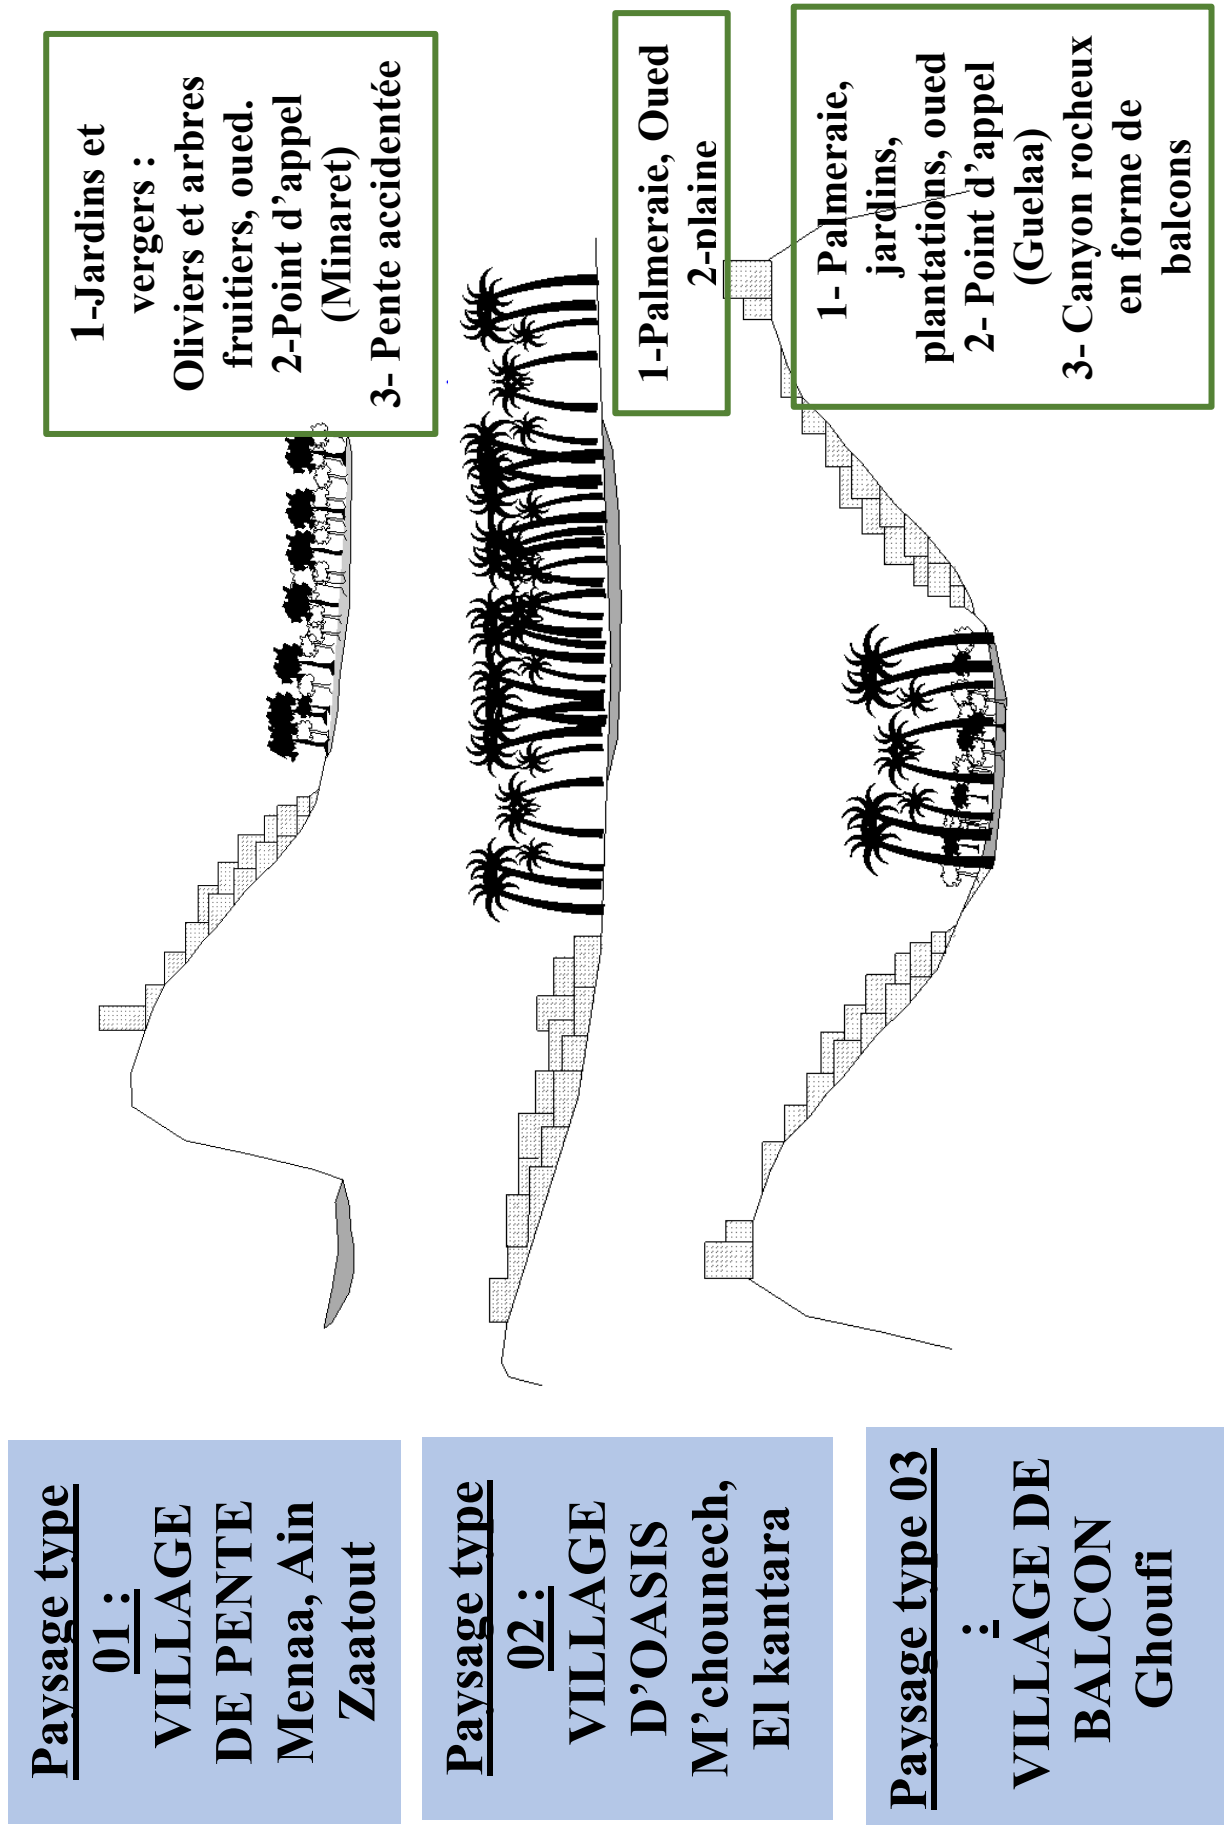 Paysage type
01 :
VILLAGE
DE PENTE
Menaa, Ain
Zaatout
1-Jardins et
vergers :
Oliviers et arbres
fruitiers, oued.
2-Point d’appel
(Minaret)
3- Pente accidentée
Paysage type
02 :
VILLAGE
D’OASIS
M’chounech,
El kantara
1-Palmeraie, Oued
2-plaine
Paysage type 03
:
VILLAGE DE
BALCON
Ghoufi
1- Palmeraie,
jardins,
plantations, oued
2- Point d’appel
(Guelaa)
3- Canyon rocheux
en forme de
balcons